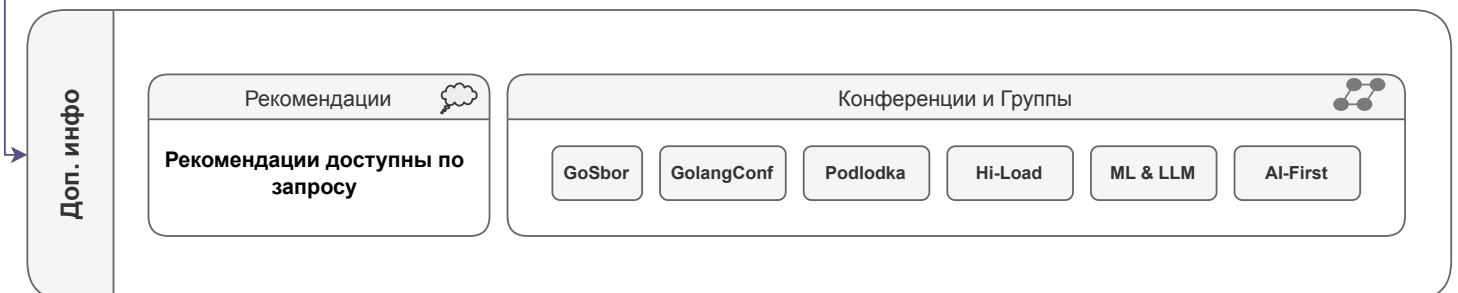 Доп. инфо
Рекомендации
Рекомендации доступны по
запросу
Конференции и Группы
GoSbor
GolangConf
Podlodka
Hi-Load
ML & LLM
AI-First